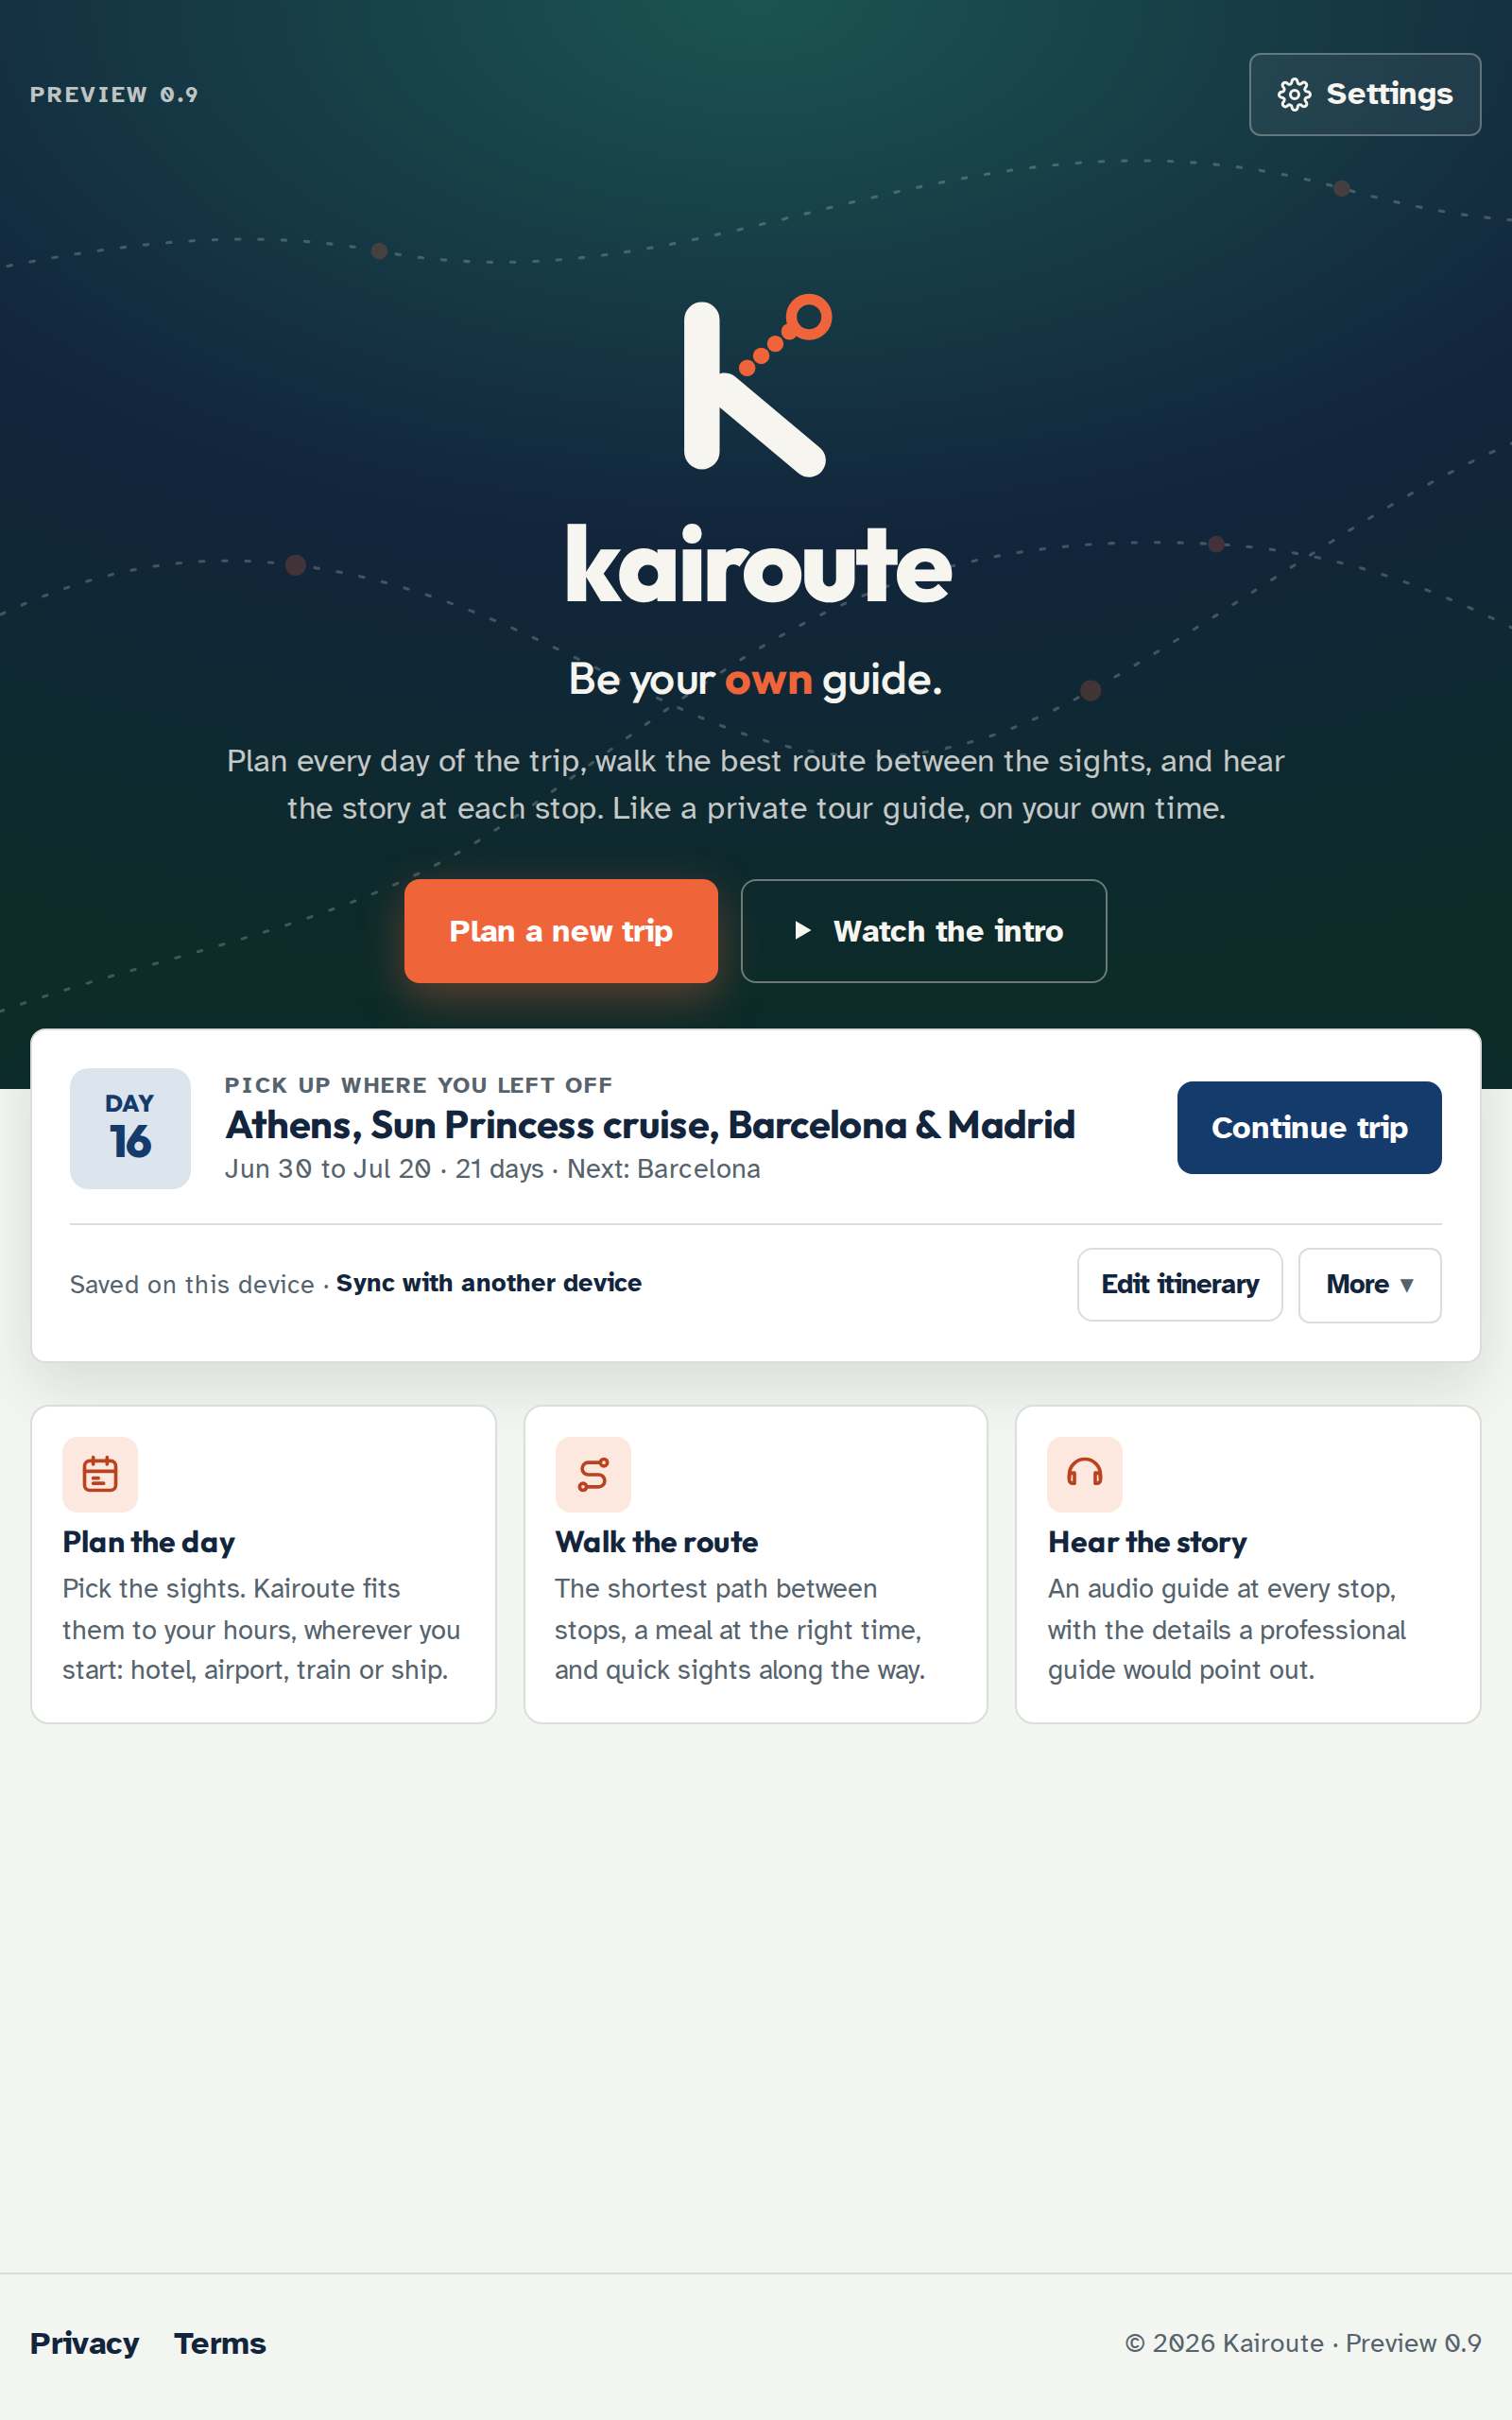 PREVIEW 0.9
Settings
kairoute
Be your own guide.
Plan every day of the trip, walk the best route between the sights, and hear
the story at each stop. Like a private tour guide, on your own time.
Plan a new trip
Watch the intro
DAY
16
PICK UP WHERE YOU LEFT OFF
Athens, Sun Princess cruise, Barcelona & Madrid
Jun 30 to Jul 20 · 21 days · Next: Barcelona
Continue trip
Saved on this device · Sync with another device
Edit itinerary
More ▾
Plan the day
Pick the sights. Kairoute fits
them to your hours, wherever you
start: hotel, airport, train or ship.
Walk the route
The shortest path between
stops, a meal at the right time,
and quick sights along the way.
Hear the story
An audio guide at every stop,
with the details a professional
guide would point out.
Privacy Terms
© 2026 Kairoute · Preview 0.9